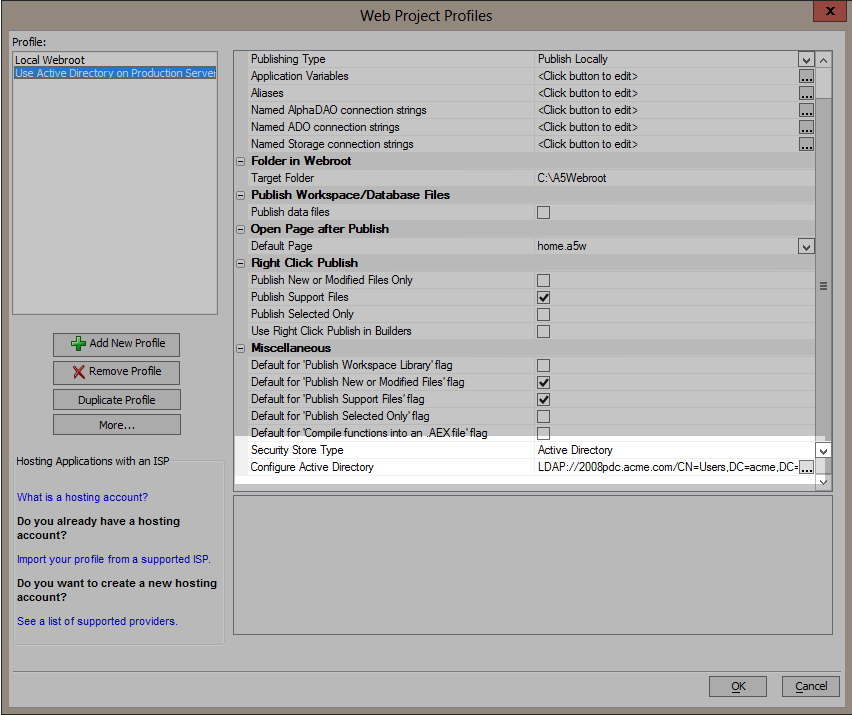 Web Project Profiles
x
Profile:
Local Webroot
Use Active Directory on Production Server
Add New Profile
Remove Profile
Duplicate Profile
More...
Hosting Applications with an ISP
What is a hosting account?
Do you already have a hosting
account?
Import your profile from a supported ISP.
Do you want to create a new hosting
account?
See a list of supported providers.
Publishing Type Publish Locally
Application Variables <Click button to edit> ...
Aliases <Click button to edit> ...
Named AlphaDAO connection strings <Click button to edit> ...
Named ADO connection strings <Click button to edit> ...
Named Storage connection strings <Click button to edit> ...
Folder in Webroot
Target Folder C:\A5Webroot
Publish Workspace/Database Files
Publish data files
Open Page after Publish
Default Page home.a5w
Right Click Publish
Publish New or Modified Files Only
Publish Support Files
Publish Selected Only
Use Right Click Publish in Builders
Miscellaneous
Default for 'Publish Workspace Library' flag
Default for 'Publish New or Modified Files' flag
Default for 'Publish Support Files' flag
Default for 'Publish Selected Only' flag
Default for 'Compile functions into an .AEX file' flag
Security Store Type Active Directory
Configure Active Directory LDAP://2008pdc.acme.com/CN=Users,DC=acme,DC= ...
OK
Cancel